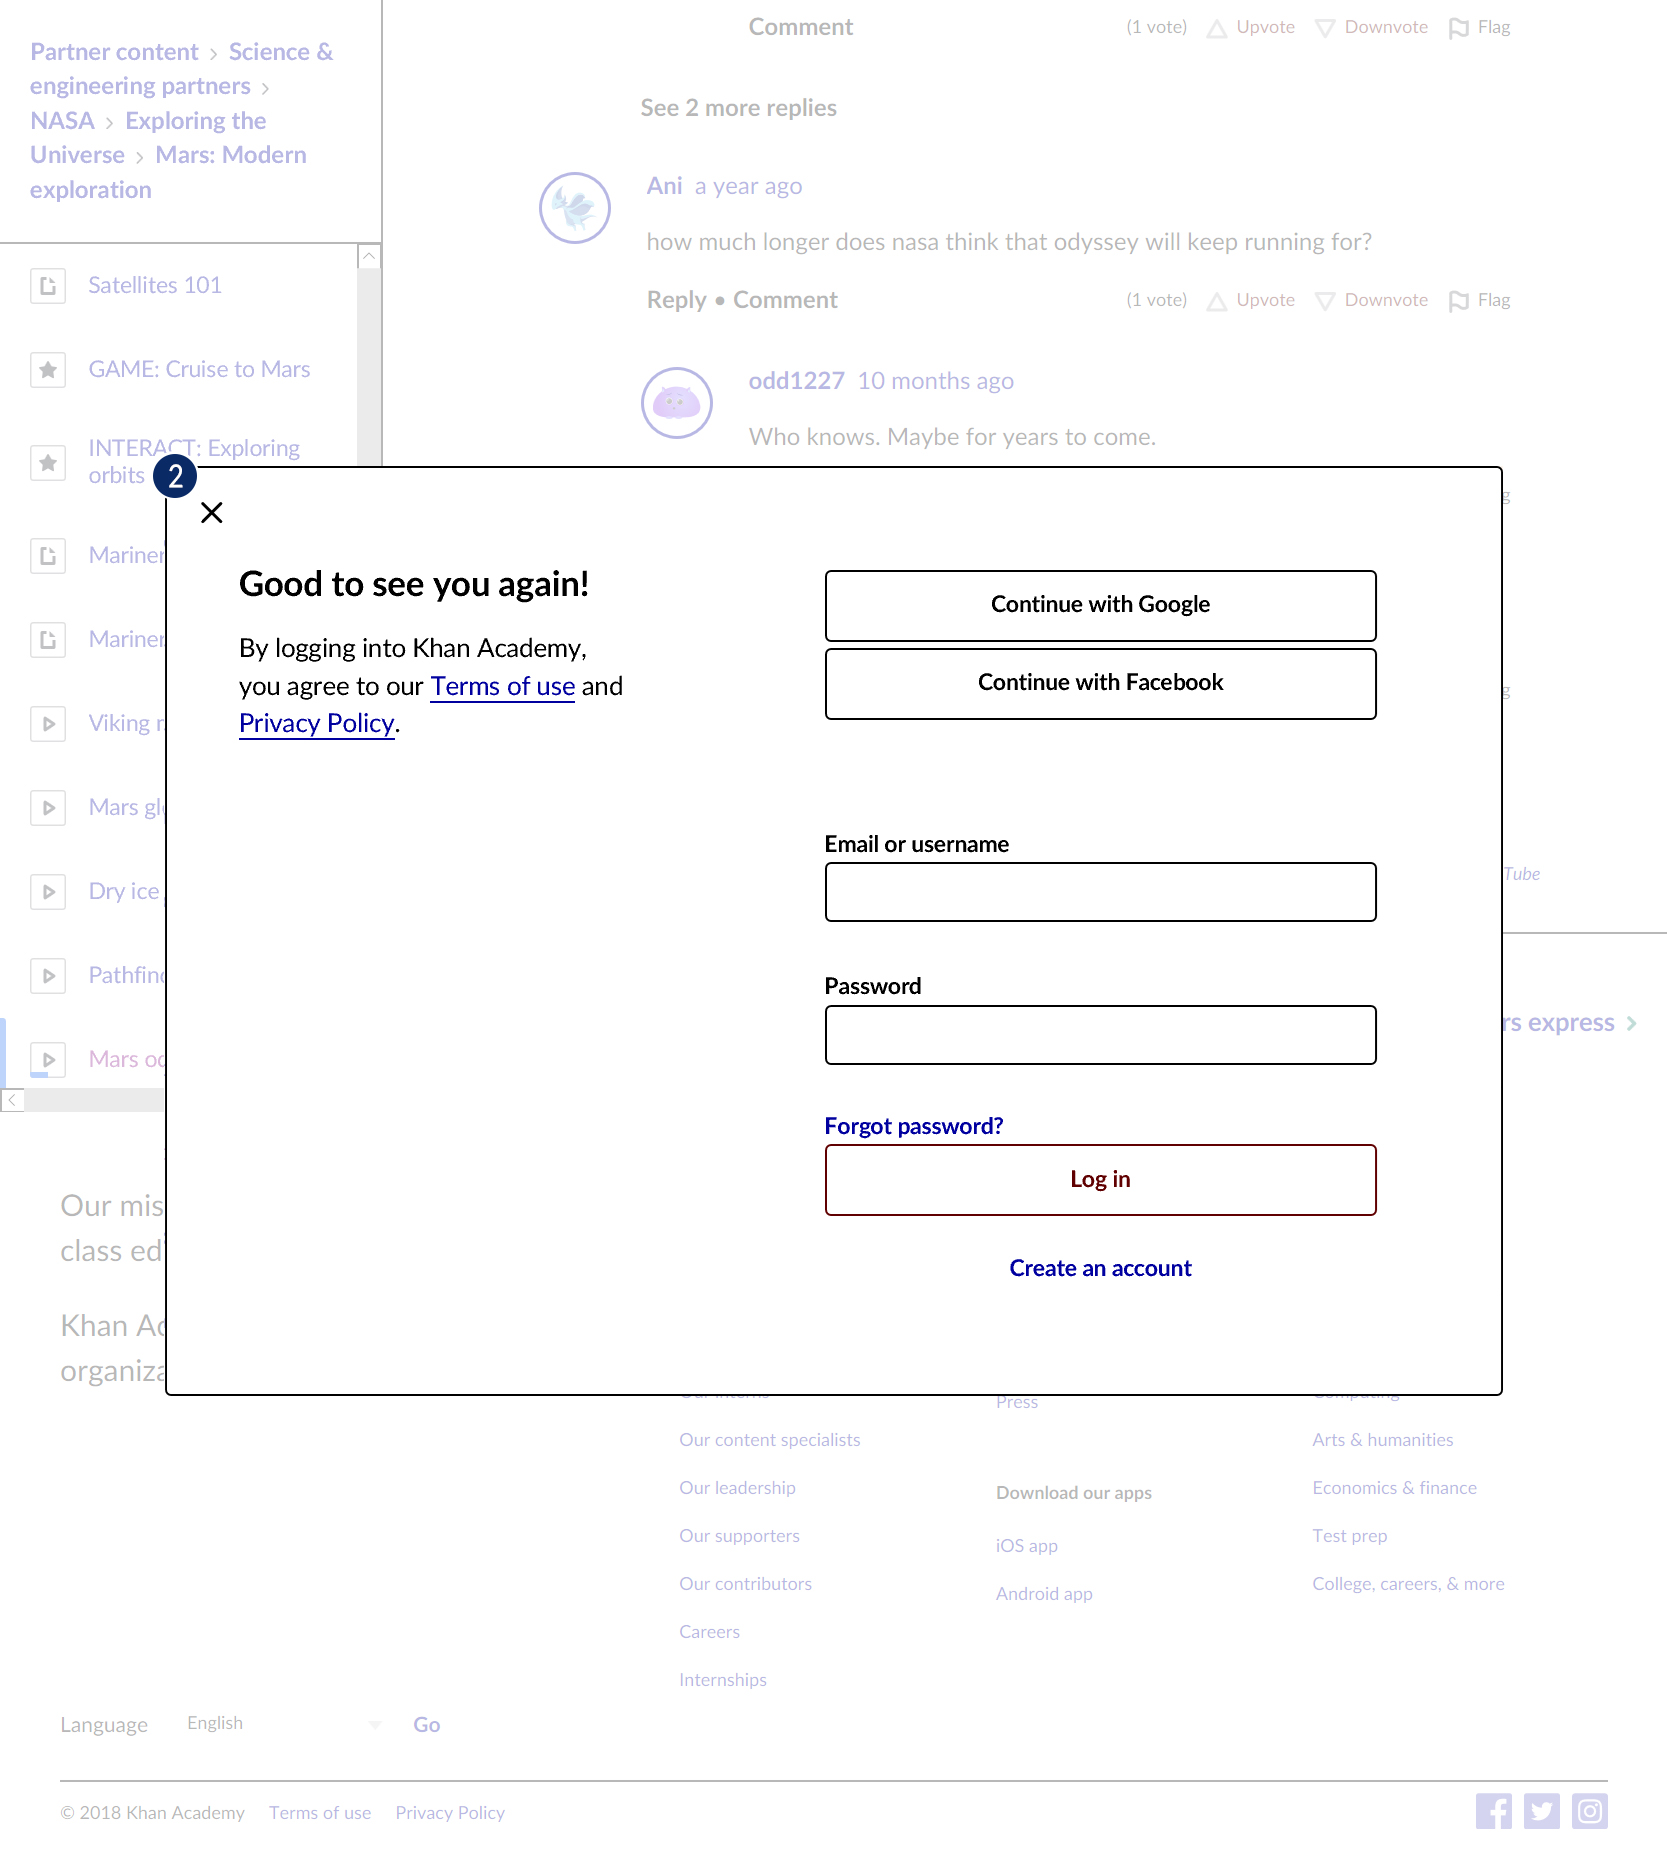 Partner content › Science &
engineering partners ›
NASA › Exploring the
Universe › Mars: Modern
exploration
Satellites 101
GAME: Cruise to Mars
INTERACT: Exploring
orbits
Mariner
Mariner
Viking
Mars
Dry ice
Pathfin
Mars
Comment
(1 vote) Upvote Downvote Flag
See 2 more replies
Ani a year ago
how much longer does nasa think that odyssey will keep running for?
Reply • Comment (1 vote) Upvote Downvote Flag
odd1227 10 months ago
Who knows. Maybe for years to come.
2
Good to see you again!
By logging into Khan Academy,
you agree to our Terms of use and
Privacy Policy.
Continue with Google
Continue with Facebook
Email or username
Password
Forgot password?
Log in
Create an account
Tube
rs express ›
Our mis
class ed
Khan Ac
organiza
Our content specialists
Our leadership
Our supporters
Our contributors
Careers
Internships
Press
Download our apps
iOS app
Android app
Computing
Arts & humanities
Economics & finance
Test prep
College, careers, & more
Language English Go
© 2018 Khan Academy Terms of use Privacy Policy